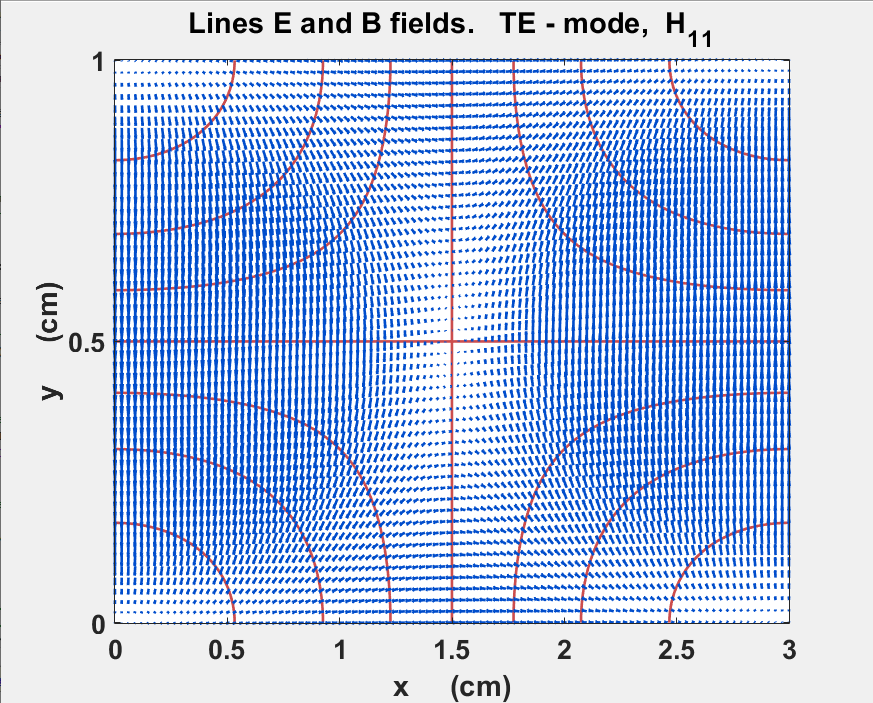 Lines E and B fields. TE - mode, H11
1
0.5
0
y (cm)
0 0.5 1 1.5 2 2.5 3
x (cm)